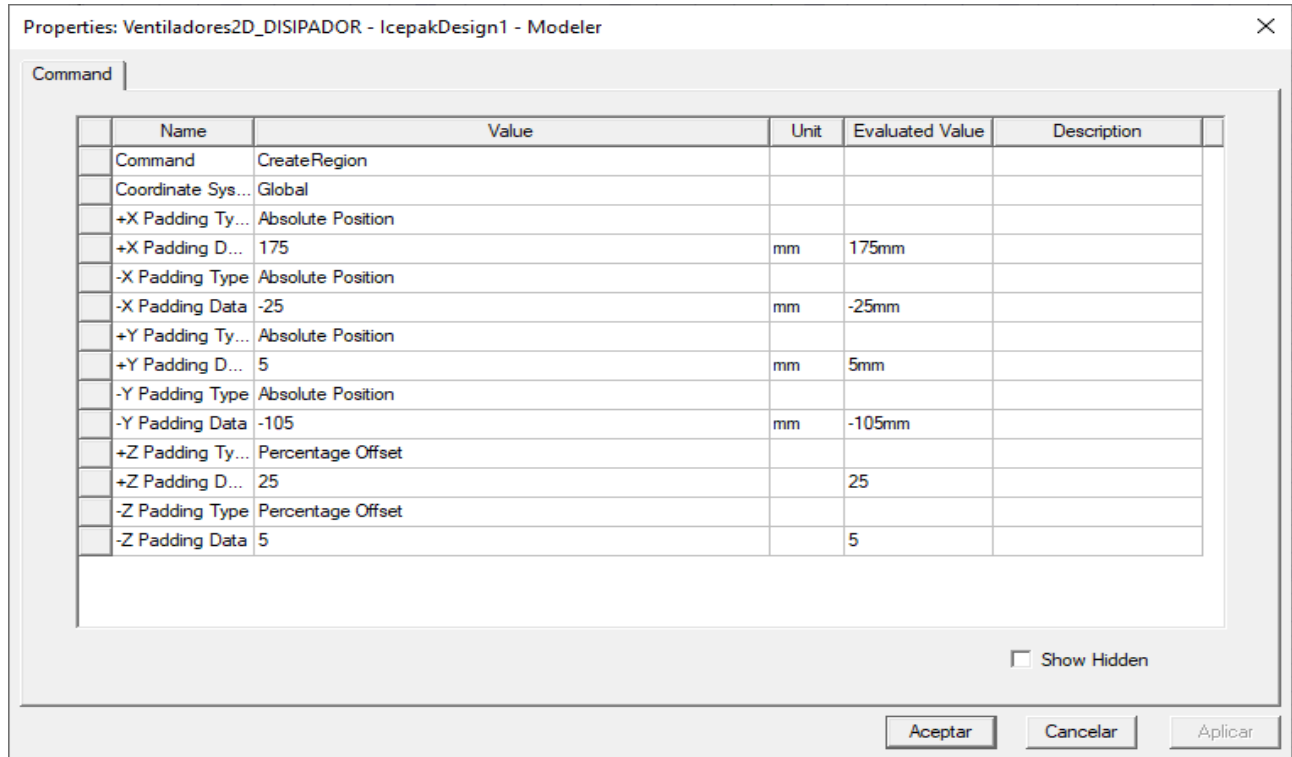 Properties: Ventiladores2D_DISIPADOR - IcepakDesign1 - Modeler
Command
Name Value Unit Evaluated Value Description
Command CreateRegion
Coordinate Sys... Global
+X Padding Ty... Absolute Position
+X Padding D... 175 mm 175mm
-X Padding Type Absolute Position
-X Padding Data -25 mm -25mm
+Y Padding Ty... Absolute Position
+Y Padding D... 5 mm 5mm
-Y Padding Type Absolute Position
-Y Padding Data -105 mm -105mm
+Z Padding Ty... Percentage Offset
+Z Padding D... 25 25
-Z Padding Type Percentage Offset
-Z Padding Data 5 5
Show Hidden
Aceptar Cancelar Aplicar